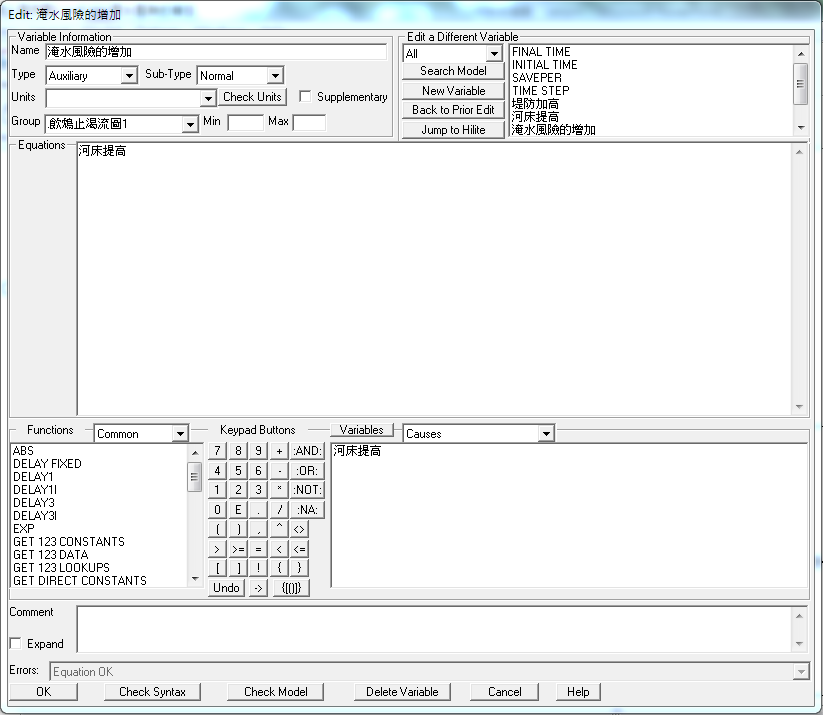 Edit: 淹水風險的增加
Variable Information
Name 淹水風險的增加
Type Auxiliary Sub-Type Normal
Units Check Units Supplementary
Group .飲鴆止渴流圖1 Min Max
Edit a Different Variable
All
Search Model
New Variable
Back to Prior Edit
Jump to Hilite
FINAL TIME
INITIAL TIME
SAVEPER
TIME STEP
堤防加高
河床提高
淹水風險的增加
Equations 河床提高
Functions Common
ABS
DELAY FIXED
DELAY1
DELAY1I
DELAY3
DELAY3I
EXP
GET 123 CONSTANTS
GET 123 DATA
GET 123 LOOKUPS
GET DIRECT CONSTANTS
Keypad Buttons
7 8 9 + :AND:
4 5 6 - :OR:
1 2 3 * :NOT:
0 E . / :NA:
( ) , ^ <>
> >= = < <=
[ ] ! { }
Undo -> {[()]}
Variables Causes
河床提高
Comment
Expand
Errors: Equation OK
OK Check Syntax Check Model Delete Variable Cancel Help